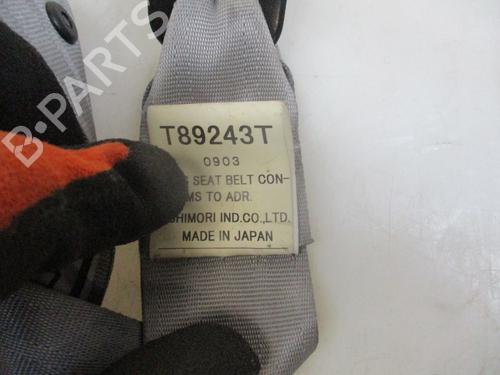 B-PARTS
T89243T
0903
SEAT BELT CON-
MS TO ADR.
SHIMORI IND.CO.,LTD.
MADE IN JAPAN